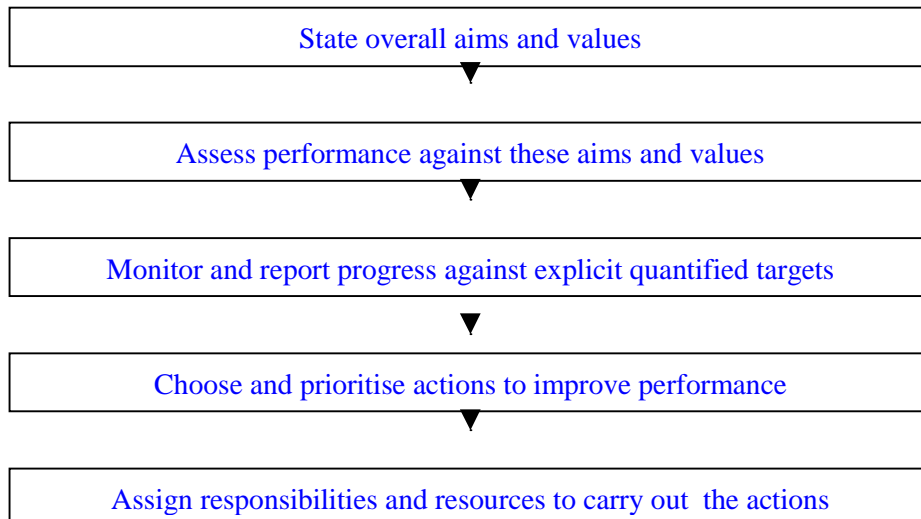 State overall aims and values
Assess performance against these aims and values
Monitor and report progress against explicit quantified targets
Choose and prioritise actions to improve performance
Assign responsibilities and resources to carry out the actions